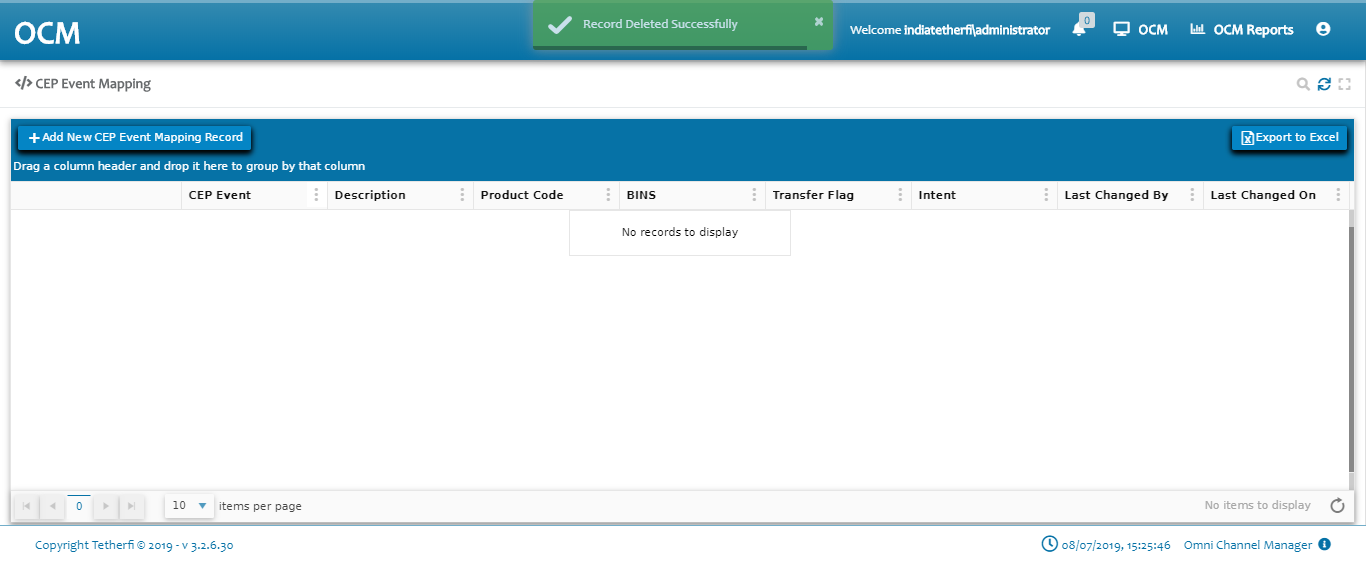 OCM
Record Deleted Successfully
Welcome indiatetherfi\administrator
0
OCM
OCM Reports
CEP Event Mapping
Add New CEP Event Mapping Record
Export to Excel
Drag a column header and drop it here to group by that column
CEP Event
Description
Product Code
BINS
Transfer Flag
Intent
Last Changed By
Last Changed On
No records to display
0
10
items per page
No items to display
Copyright Tetherfi © 2019 - v 3.2.6.30
08/07/2019, 15:25:46
Omni Channel Manager